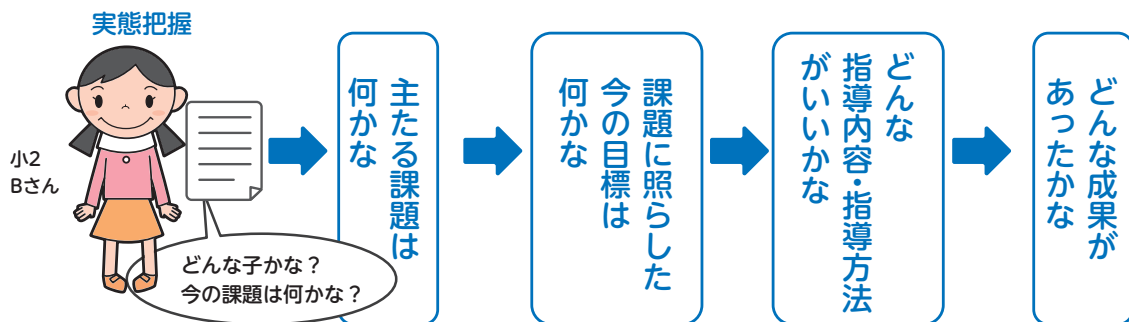 実態把握
小2
Bさん
どんな子かな？
今の課題は何かな？
主たる課題は
何かな
課題に照らした
今の目標は
何かな
どんな
指導内容・指導方法
がいいかな
どんな成果が
あったかな